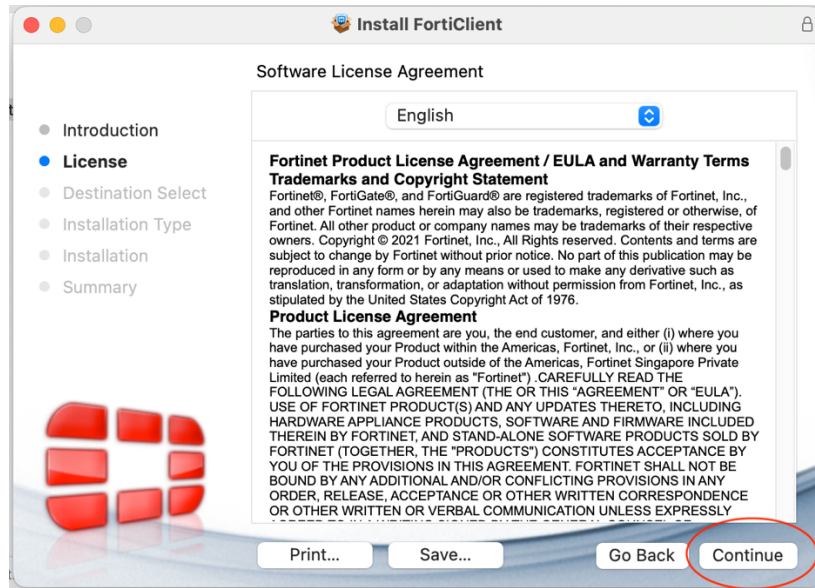 Install FortiClient
Software License Agreement
English
Introduction
License
Destination Select
Installation Type
Installation
Summary
Fortinet Product License Agreement / EULA and Warranty Terms
Trademarks and Copyright Statement
Fortinet®, FortiGate®, and FortiGuard® are registered trademarks of Fortinet, Inc.,
and other Fortinet names herein may also be trademarks, registered or otherwise, of
Fortinet. All other product or company names may be trademarks of their respective
owners. Copyright © 2021 Fortinet, Inc., All Rights reserved. Contents and terms are
subject to change by Fortinet without prior notice. No part of this publication may be
reproduced in any form or by any means or used to make any derivative such as
translation, transformation, or adaptation without permission from Fortinet, Inc., as
stipulated by the United States Copyright Act of 1976.
Product License Agreement
The parties to this agreement are you, the end customer, and either (i) where you
have purchased your Product within the Americas, Fortinet, Inc., or (ii) where you
have purchased your Product outside of the Americas, Fortinet Singapore Private
Limited (each referred to herein as "Fortinet") .CAREFULLY READ THE
FOLLOWING LEGAL AGREEMENT (THE OR THIS “AGREEMENT” OR “EULA”).
USE OF FORTINET PRODUCT(S) AND ANY UPDATES THERETO, INCLUDING
HARDWARE APPLIANCE PRODUCTS, SOFTWARE AND FIRMWARE INCLUDED
THEREIN BY FORTINET, AND STAND-ALONE SOFTWARE PRODUCTS SOLD BY
FORTINET (TOGETHER, THE "PRODUCTS") CONSTITUTES ACCEPTANCE BY
YOU OF THE PROVISIONS IN THIS AGREEMENT. FORTINET SHALL NOT BE
BOUND BY ANY ADDITIONAL AND/OR CONFLICTING PROVISIONS IN ANY
ORDER, RELEASE, ACCEPTANCE OR OTHER WRITTEN CORRESPONDENCE
OR OTHER WRITTEN OR VERBAL COMMUNICATION UNLESS EXPRESSLY
Print...
Save...
Go Back
Continue